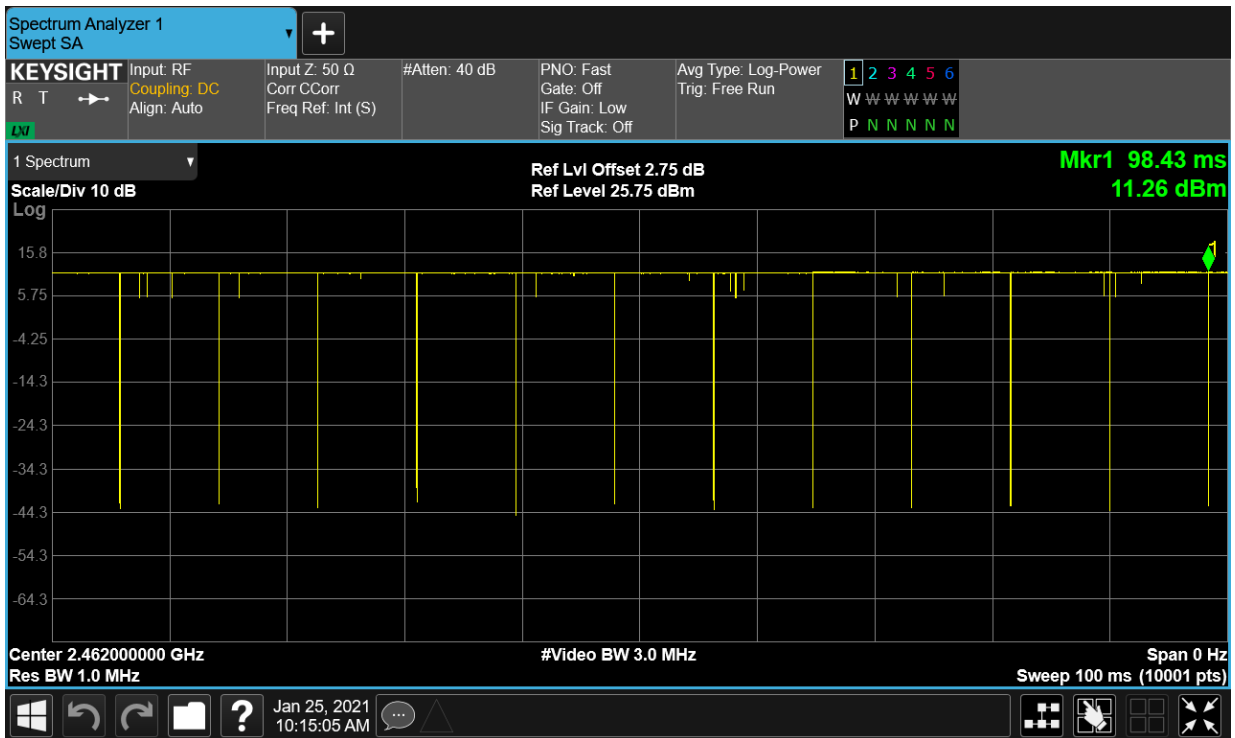 Spectrum Analyzer 1
Swept SA
KEYSIGHT
R T
LXI
Input: RF
Coupling: DC
Align: Auto
Input Z: 50 Ω
Corr CCorr
Freq Ref: Int (S)
#Atten: 40 dB
PNO: Fast
Gate: Off
IF Gain: Low
Sig Track: Off
Avg Type: Log-Power
Trig: Free Run
1 2 3 4 5 6
W W W W W W
P N N N N N
1 Spectrum
Scale/Div 10 dB
Log
Ref Lvl Offset 2.75 dB
Ref Level 25.75 dBm
Mkr1 98.43 ms
11.26 dBm
1
15.8
5.75
-4.25
-14.3
-24.3
-34.3
-44.3
-54.3
-64.3
Center 2.462000000 GHz
Res BW 1.0 MHz
#Video BW 3.0 MHz
Span 0 Hz
Sweep 100 ms (10001 pts)
?
Jan 25, 2021
10:15:05 AM